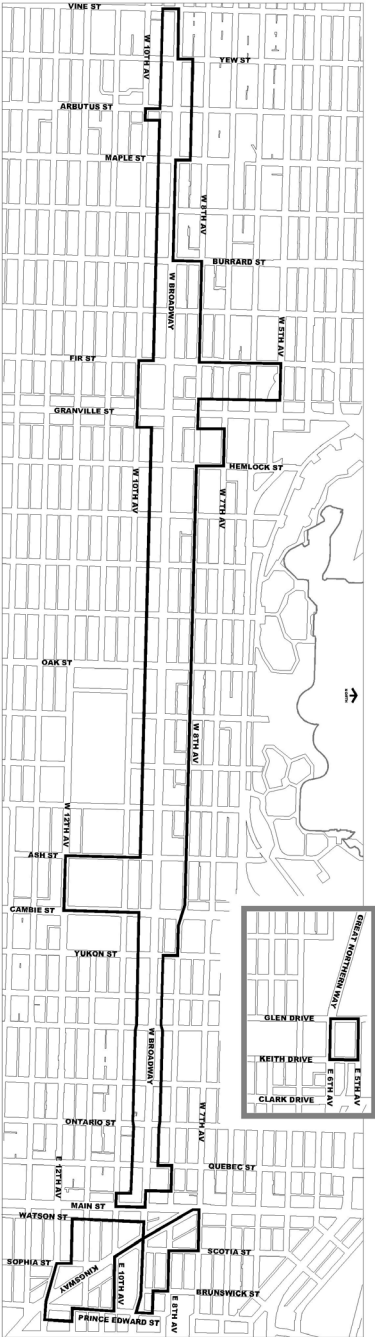 VINE ST
W 10TH AV
YEW ST
ARBUTUS ST
MAPLE ST
W 8TH AV
BURRARD ST
W BROADWAY
W 5TH AV
FIR ST
GRANVILLE ST
HEMLOCK ST
W 10TH AV
W 7TH AV
OAK ST
NORTH
W 8TH AV
W 12TH AV
ASH ST
CAMBIE ST
YUKON ST
GREAT NORTHERN WAY
GLEN DRIVE
KEITH DRIVE
E 5TH AV
E 6TH AV
CLARK DRIVE
W BROADWAY
W 7TH AV
ONTARIO ST
E 12TH AV
QUEBEC ST
MAIN ST
WATSON ST
SCOTIA ST
SOPHIA ST
KINGSWAY
E 10TH AV
E 8TH AV
BRUNSWICK ST
PRINCE EDWARD ST